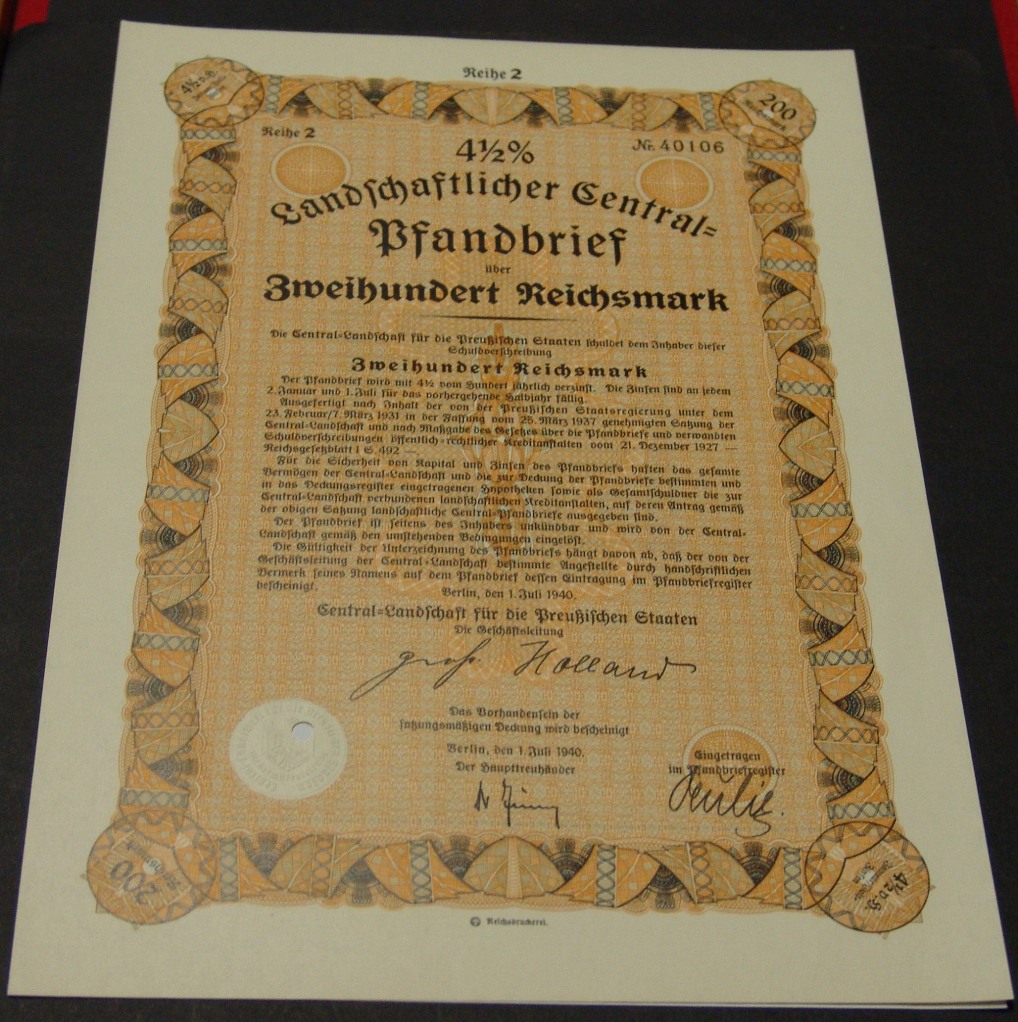 Reihe 2
4½ v.H.
200
Reihe 2
Nr. 40106
4½%
Landschaftlicher Central=
Pfandbrief
über
Zweihundert Reichsmark
Die Central=Landschaft für die Preußischen Staaten schuldet dem Inhaber dieser
Schuldverschreibung
Zweihundert Reichsmark
Der Pfandbrief wird mit 4½ vom Hundert jährlich verzinst. Die Zinsen sind an jedem
2. Januar und 1. Juli für das vorhergehende Halbjahr fällig.
Ausgefertigt nach Inhalt der von der Preußischen Staatsregierung unter dem
23. Februar/7. März 1931 in der Fassung vom 25. März 1937 genehmigten Satzung der
Central=Landschaft und nach Maßgabe des Gesetzes über die Pfandbriefe und verwandten
Schuldverschreibungen öffentlich=rechtlicher Kreditanstalten vom 21. Dezember 1927 —
Reichsgesetzblatt I S. 492 —.
Für die Sicherheit von Kapital und Zinsen des Pfandbriefs haften das gesamte
Vermögen der Central=Landschaft und die zur Deckung der Pfandbriefe bestimmten und
in das Deckungsregister eingetragenen Hypotheken sowie als Gesamtschuldner die zur
Central=Landschaft verbundenen landschaftlichen Kreditanstalten, auf deren Antrag gemäß
der obigen Satzung landschaftliche Central=Pfandbriefe ausgegeben sind.
Der Pfandbrief ist seitens des Inhabers unkündbar und wird von der Central=
Landschaft gemäß den umstehenden Bedingungen eingelöst.
Die Gültigkeit der Unterzeichnung des Pfandbriefs hängt davon ab, daß der von der
Geschäftsleitung der Central=Landschaft bestimmte Angestellte durch handschriftlichen
Vermerk seines Namens auf dem Pfandbrief dessen Eintragung im Pfandbriefregister
bescheinigt.
Berlin, den 1. Juli 1940.
Central=Landschaft für die Preußischen Staaten
Die Geschäftsleitung
Holland
Das Vorhandensein der
satzungsmäßigen Deckung wird bescheinigt
Berlin, den 1. Juli 1940.
Der Haupttreuhänder
Eingetragen
im Pfandbriefregister
200
4½ v.H.
Reichsdruckerei.